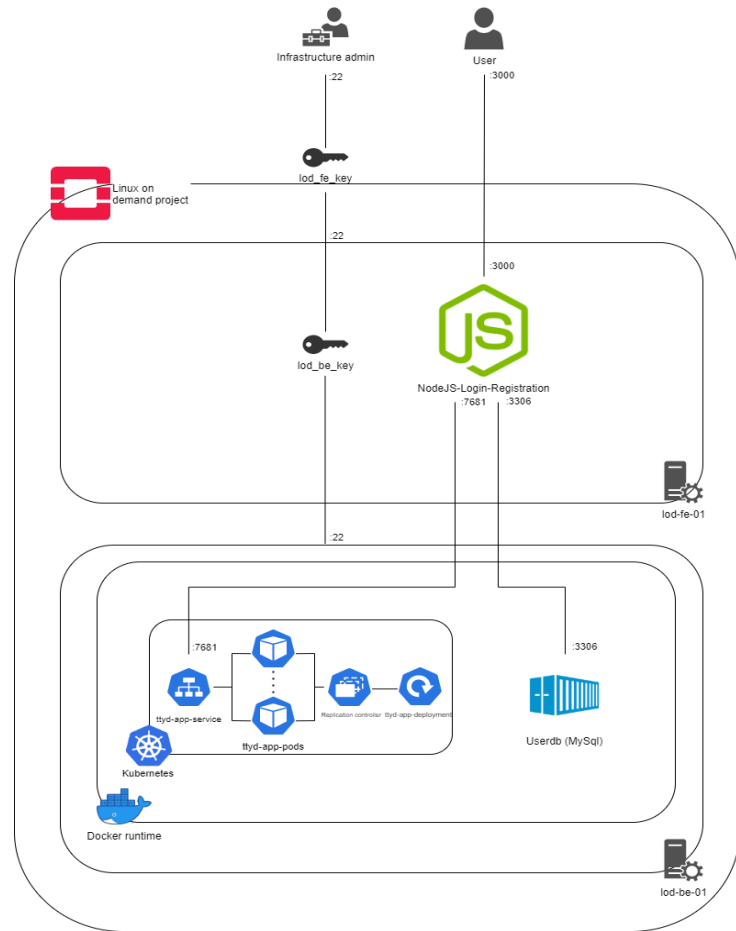 Infrastructure admin
User
:22
:3000
lod_fe_key
Linux on
demand project
:22
:3000
lod_be_key
NodeJS-Login-Registration
:7681
:3306
lod-fe-01
:22
:7681
:3306
ttyd-app-service
Replication controller
ttyd-app-deployment
ttyd-app-pods
Userdb (MySql)
Kubernetes
Docker runtime
lod-be-01